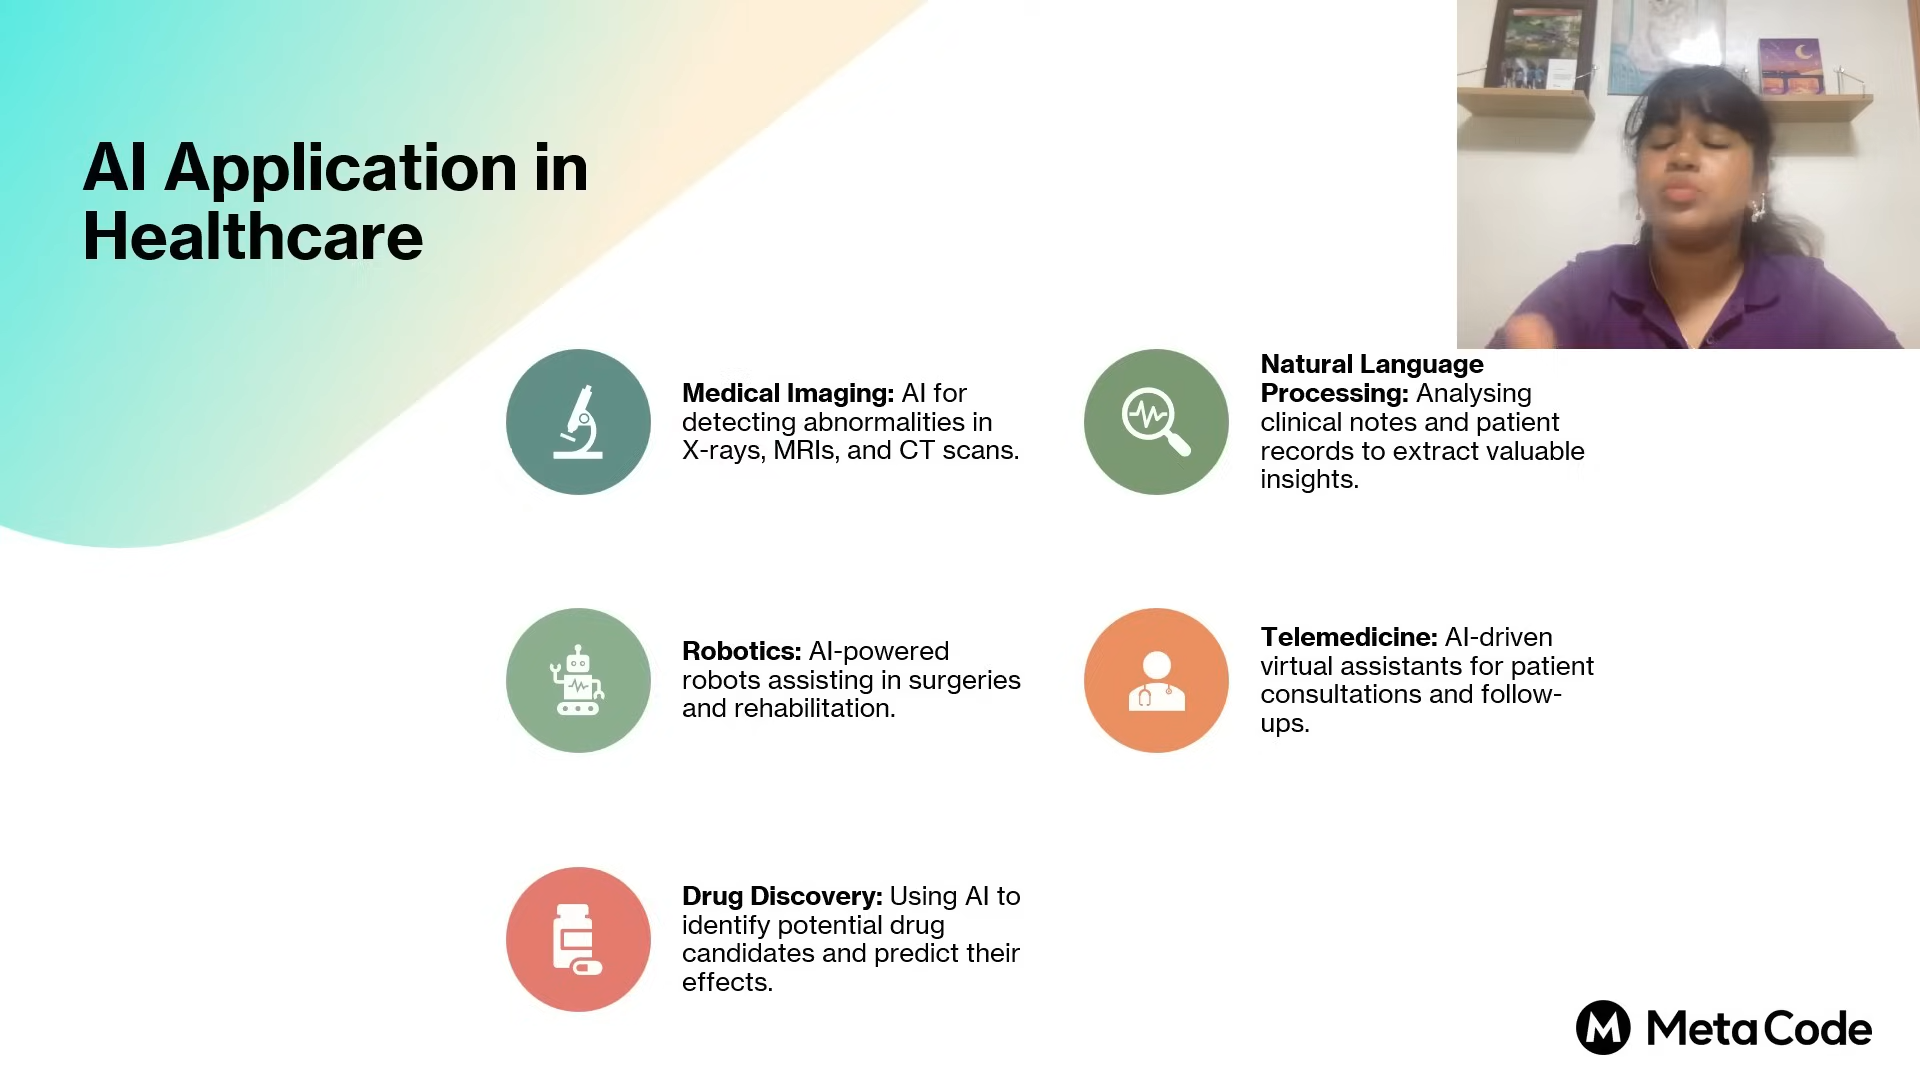 AI Application in
Healthcare
Medical Imaging: AI for
detecting abnormalities in
X-rays, MRIs, and CT scans.
Natural Language
Processing: Analysing
clinical notes and patient
records to extract valuable
insights.
Robotics: AI-powered
robots assisting in surgeries
and rehabilitation.
Telemedicine: AI-driven
virtual assistants for patient
consultations and follow-
ups.
Drug Discovery: Using AI to
identify potential drug
candidates and predict their
effects.
Meta Code